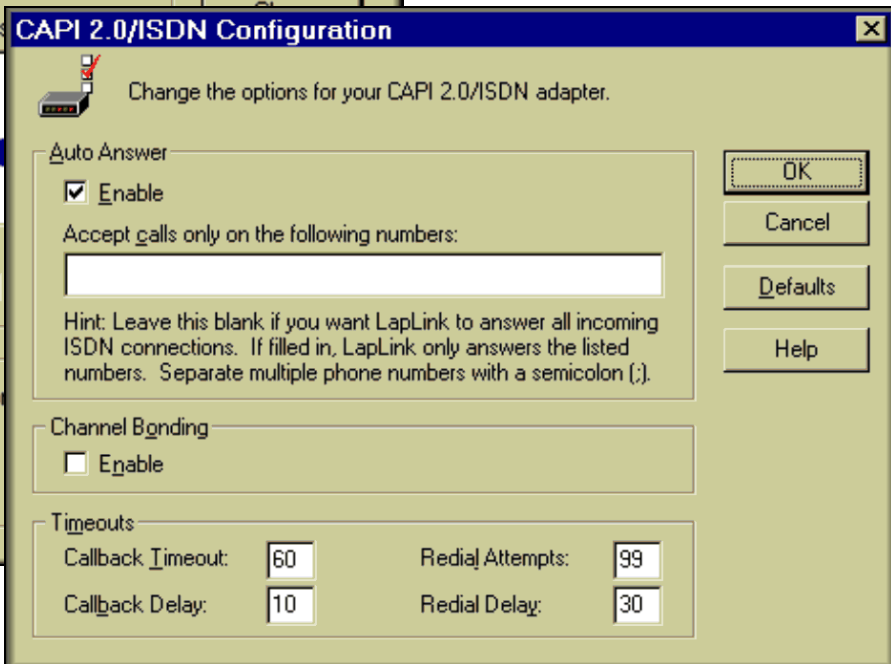 CAPI 2.0/ISDN Configuration
Change the options for your CAPI 2.0/ISDN adapter.
Auto Answer
Enable
Accept calls only on the following numbers:
Hint: Leave this blank if you want LapLink to answer all incoming
ISDN connections. If filled in, LapLink only answers the listed
numbers. Separate multiple phone numbers with a semicolon (;).
OK
Cancel
Defaults
Help
Channel Bonding
Enable
Timeouts
Callback Timeout: 60 Redial Attempts: 99
Callback Delay: 10 Redial Delay: 30